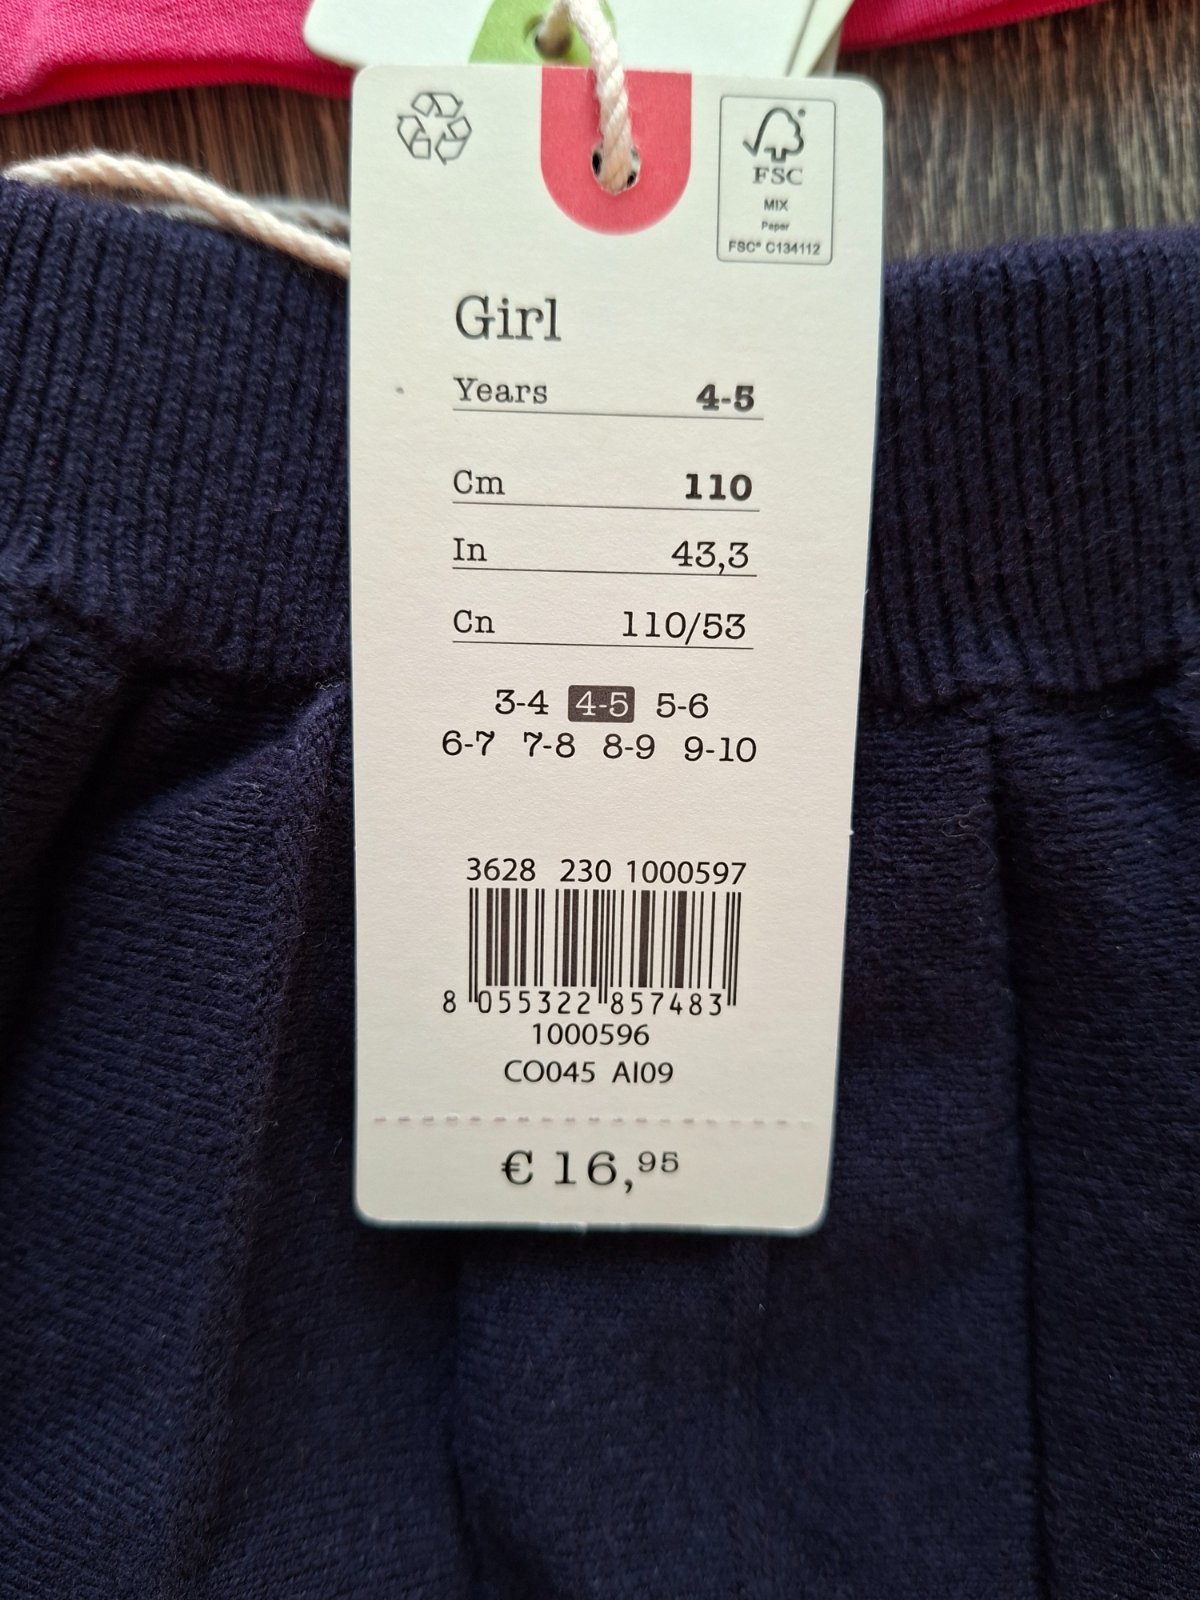 FSC
MIX
Paper
FSC® C134112
Girl
Years 4-5
Cm 110
In 43,3
Cn 110/53
3-4 4-5 5-6
6-7 7-8 8-9 9-10
3628 230 1000597
8 055322 857483
1000596
CO045 AI09
€ 16,95